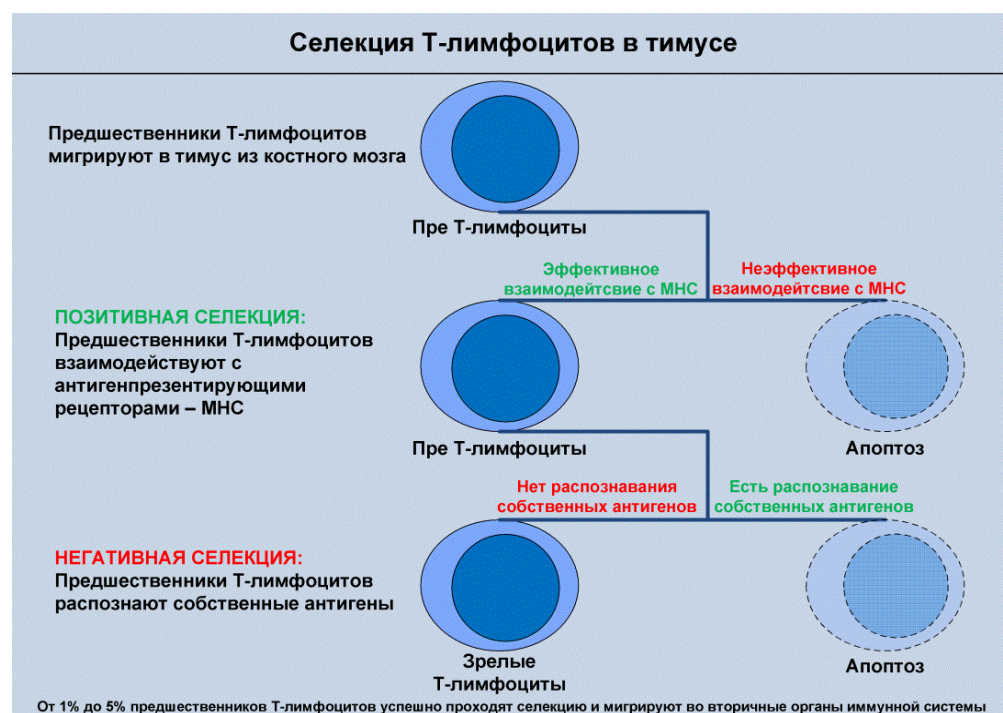 Селекция Т-лимфоцитов в тимусе
Предшественники Т-лимфоцитов
мигрируют в тимус из костного мозга
Пре Т-лимфоциты
Эффективное
взаимодейтсвие с МНС
Неэффективное
взаимодейтсвие с МНС
ПОЗИТИВНАЯ СЕЛЕКЦИЯ:
Предшественники Т-лимфоцитов
взаимодействуют с
антигенпрезентирующими
рецепторами – МНС
Пре Т-лимфоциты
Апоптоз
Нет распознавания
собственных антигенов
Есть распознавание
собственных антигенов
НЕГАТИВНАЯ СЕЛЕКЦИЯ:
Предшественники Т-лимфоцитов
распознают собственные антигены
Зрелые
Т-лимфоциты
Апоптоз
От 1% до 5% предшественников Т-лимфоцитов успешно проходят селекцию и мигрируют во вторичные органы иммунной системы